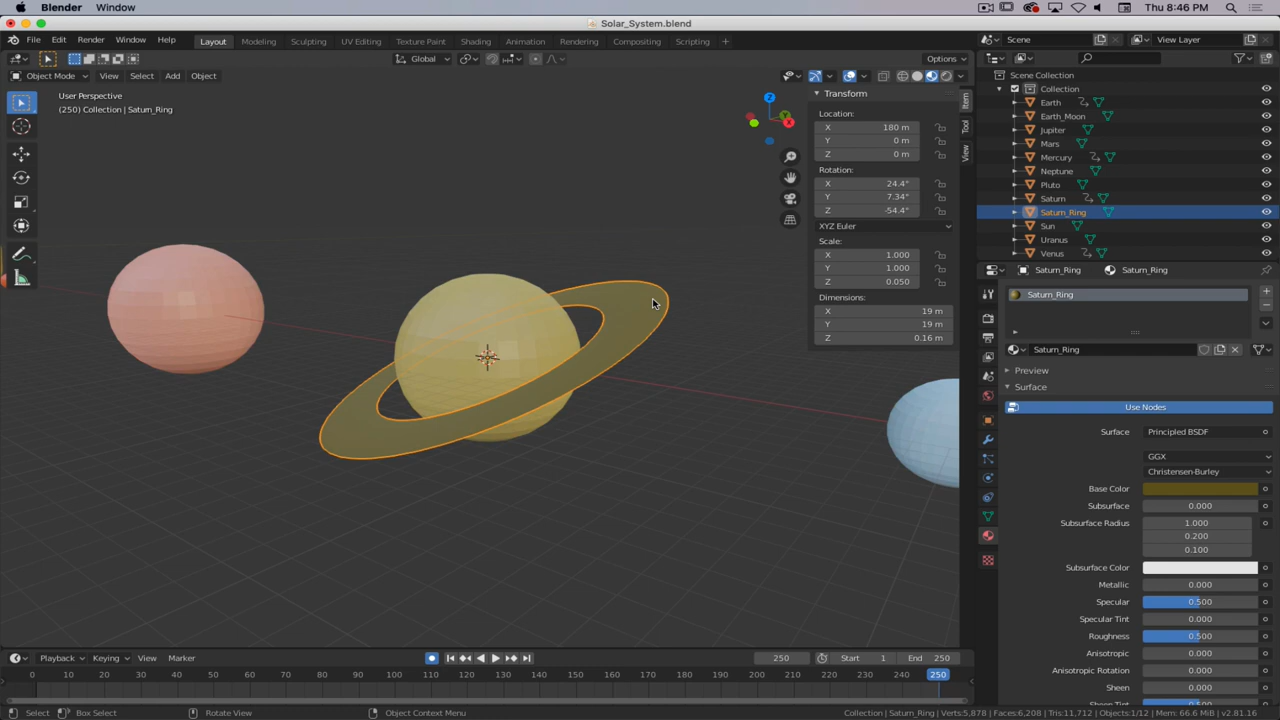 Blender Window Thu 8:46 PM
Solar_System.blend
File Edit Render Window Help Layout Modeling Sculpting UV Editing Texture Paint Shading Animation Rendering Compositing Scripting + Scene View Layer
Global Options
Object Mode View Select Add Object
User Perspective
(250) Collection | Saturn_Ring
Z
Y
X
Item
Tool
View
Transform
Location:
X 180 m
Y 0 m
Z 0 m
Rotation:
X 24.4°
Y 7.34°
Z -54.4°
XYZ Euler
Scale:
X 1.000
Y 1.000
Z 0.050
Dimensions:
X 19 m
Y 19 m
Z 0.16 m
Scene Collection
Collection
Earth
Earth_Moon
Jupiter
Mars
Mercury
Neptune
Pluto
Saturn
Saturn_Ring
Sun
Uranus
Venus
Saturn_Ring Saturn_Ring
Saturn_Ring
Saturn_Ring
Preview
Surface
Use Nodes
Surface Principled BSDF
GGX
Christensen-Burley
Base Color
Subsurface 0.000
Subsurface Radius 1.000
0.200
0.100
Subsurface Color
Metallic 0.000
Specular 0.500
Specular Tint 0.000
Roughness 0.500
Anisotropic 0.000
Anisotropic Rotation 0.000
Sheen 0.000
Playback Keying View Marker 250 Start 1 End 250
0 10 20 30 40 50 60 70 80 90 100 110 120 130 140 150 160 170 180 190 200 210 220 230 240 250
Select Box Select Rotate View Object Context Menu Collection | Saturn_Ring | Verts:5,878 | Faces:6,208 | Tris:11,712 | Objects:1/12 | Mem: 66.6 MiB | v2.81.16